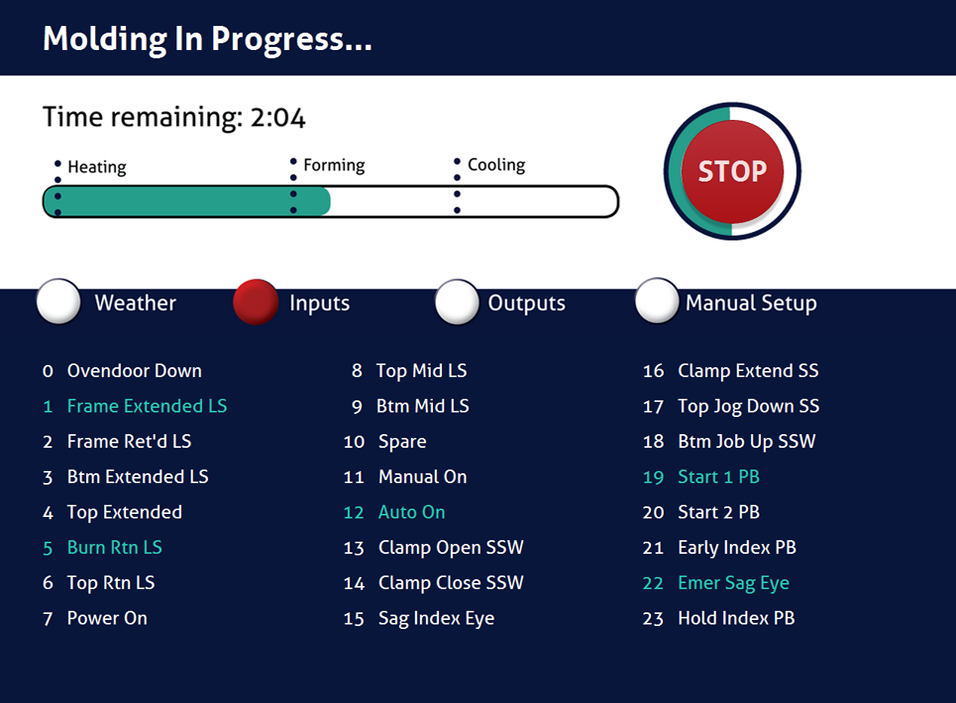 Molding In Progress...
Time remaining: 2:04
Heating
Forming
Cooling
STOP
Weather
Inputs
Outputs
Manual Setup
0 Ovendoor Down
1 Frame Extended LS
2 Frame Ret'd LS
3 Btm Extended LS
4 Top Extended
5 Burn Rtn LS
6 Top Rtn LS
7 Power On
8 Top Mid LS
9 Btm Mid LS
10 Spare
11 Manual On
12 Auto On
13 Clamp Open SSW
14 Clamp Close SSW
15 Sag Index Eye
16 Clamp Extend SS
17 Top Jog Down SS
18 Btm Job Up SSW
19 Start 1 PB
20 Start 2 PB
21 Early Index PB
22 Emer Sag Eye
23 Hold Index PB